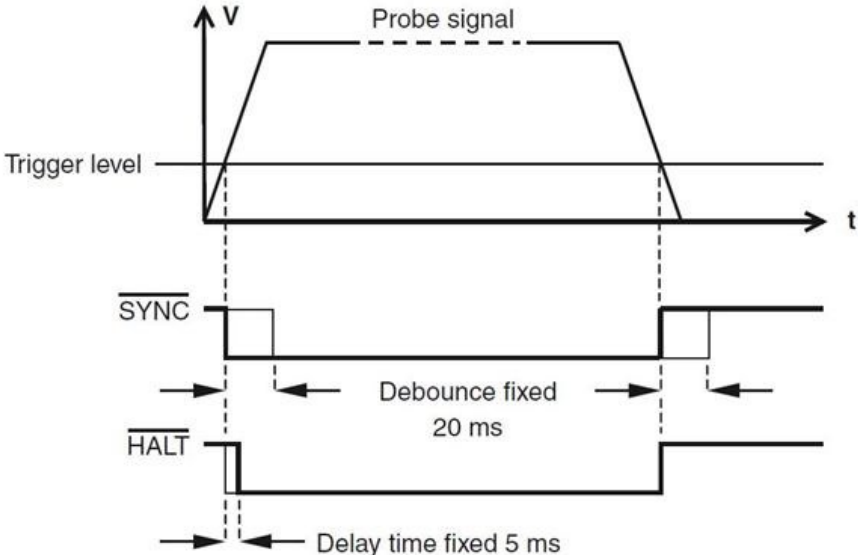 V
Probe signal
Trigger level
t
SYNC
Debounce fixed
20 ms
HALT
Delay time fixed 5 ms